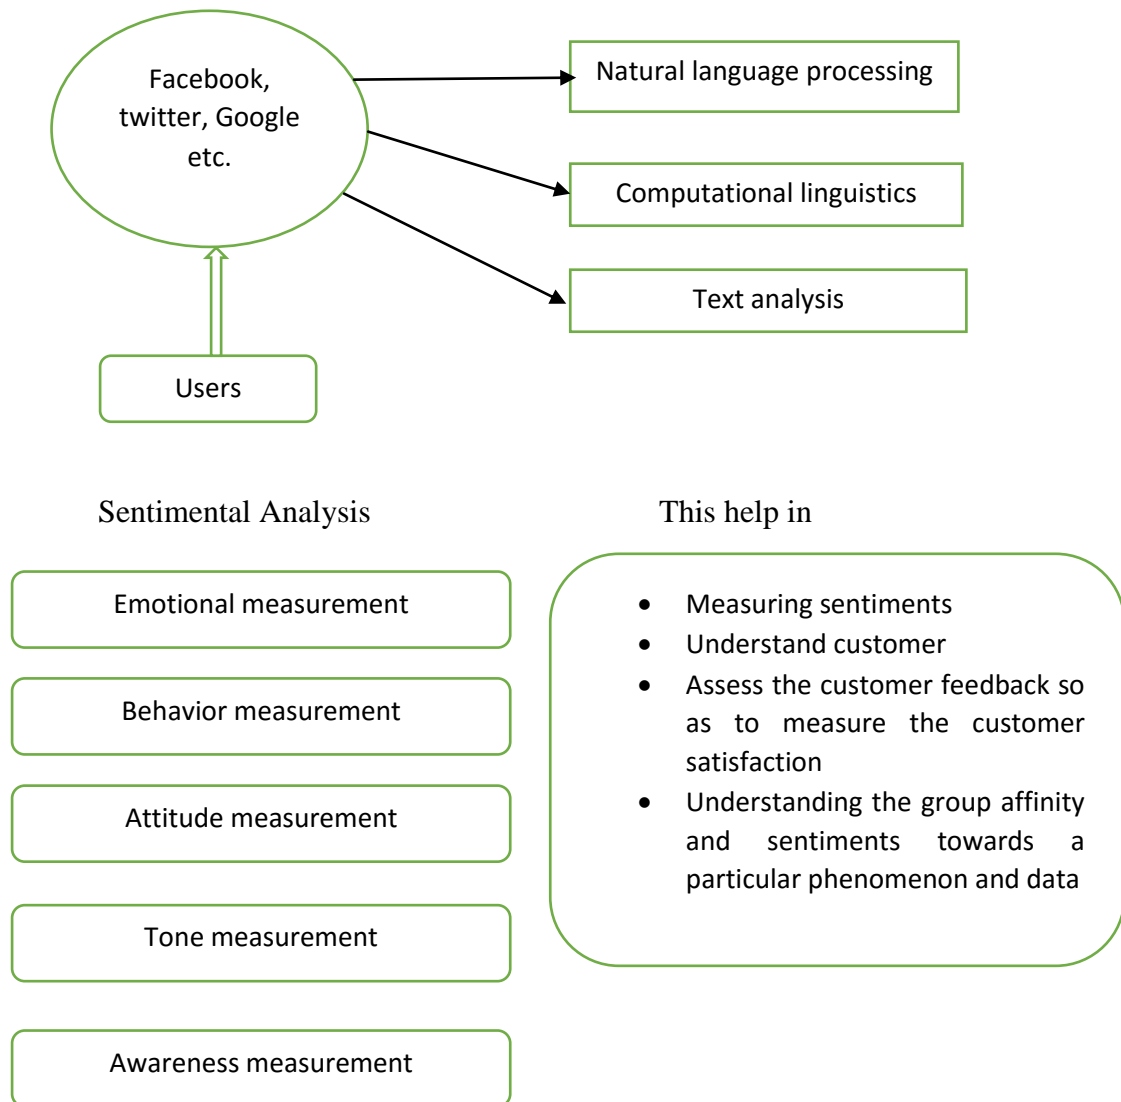 Facebook,
twitter, Google
etc.
Natural language processing
Computational linguistics
Text analysis
Users
Sentimental Analysis
Emotional measurement
Behavior measurement
Attitude measurement
Tone measurement
Awareness measurement
This help in
• Measuring sentiments
• Understand customer
• Assess the customer feedback so
as to measure the customer
satisfaction
• Understanding the group affinity
and sentiments towards a
particular phenomenon and data